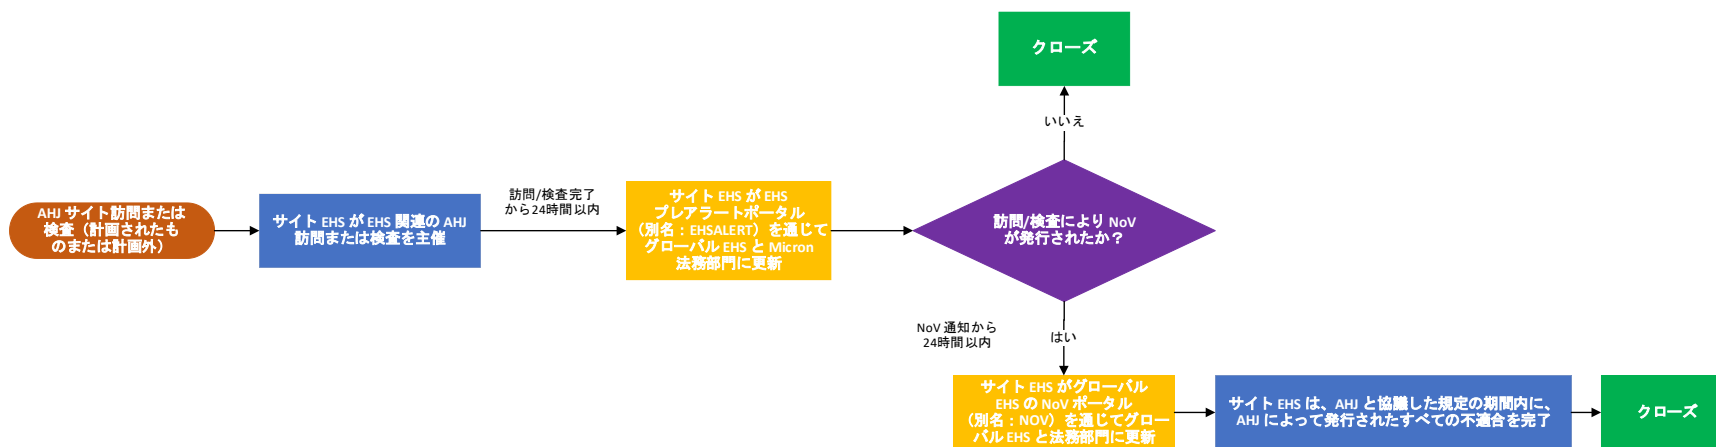 AHJ サイト訪問または
検査（計画されたも
のまたは計画外）
サイト EHS が EHS 関連の AHJ
訪問または検査を主催
訪問/検査完了
から24時間以内
サイト EHS が EHS
プレアラートポータル
（別名：EHSALERT）を通じて
グローバル EHS と Micron
法務部門に更新
訪問/検査により NoV
が発行されたか？
いいえ
クローズ
はい
NoV 通知から
24時間以内
サイト EHS がグローバル
EHS の NoV ポータル
（別名：NOV）を通じてグロー
バル EHS と法務部門に更新
サイト EHS は、AHJ と協議した規定の期間内に、
AHJ によって発行されたすべての不適合を完了
クローズ